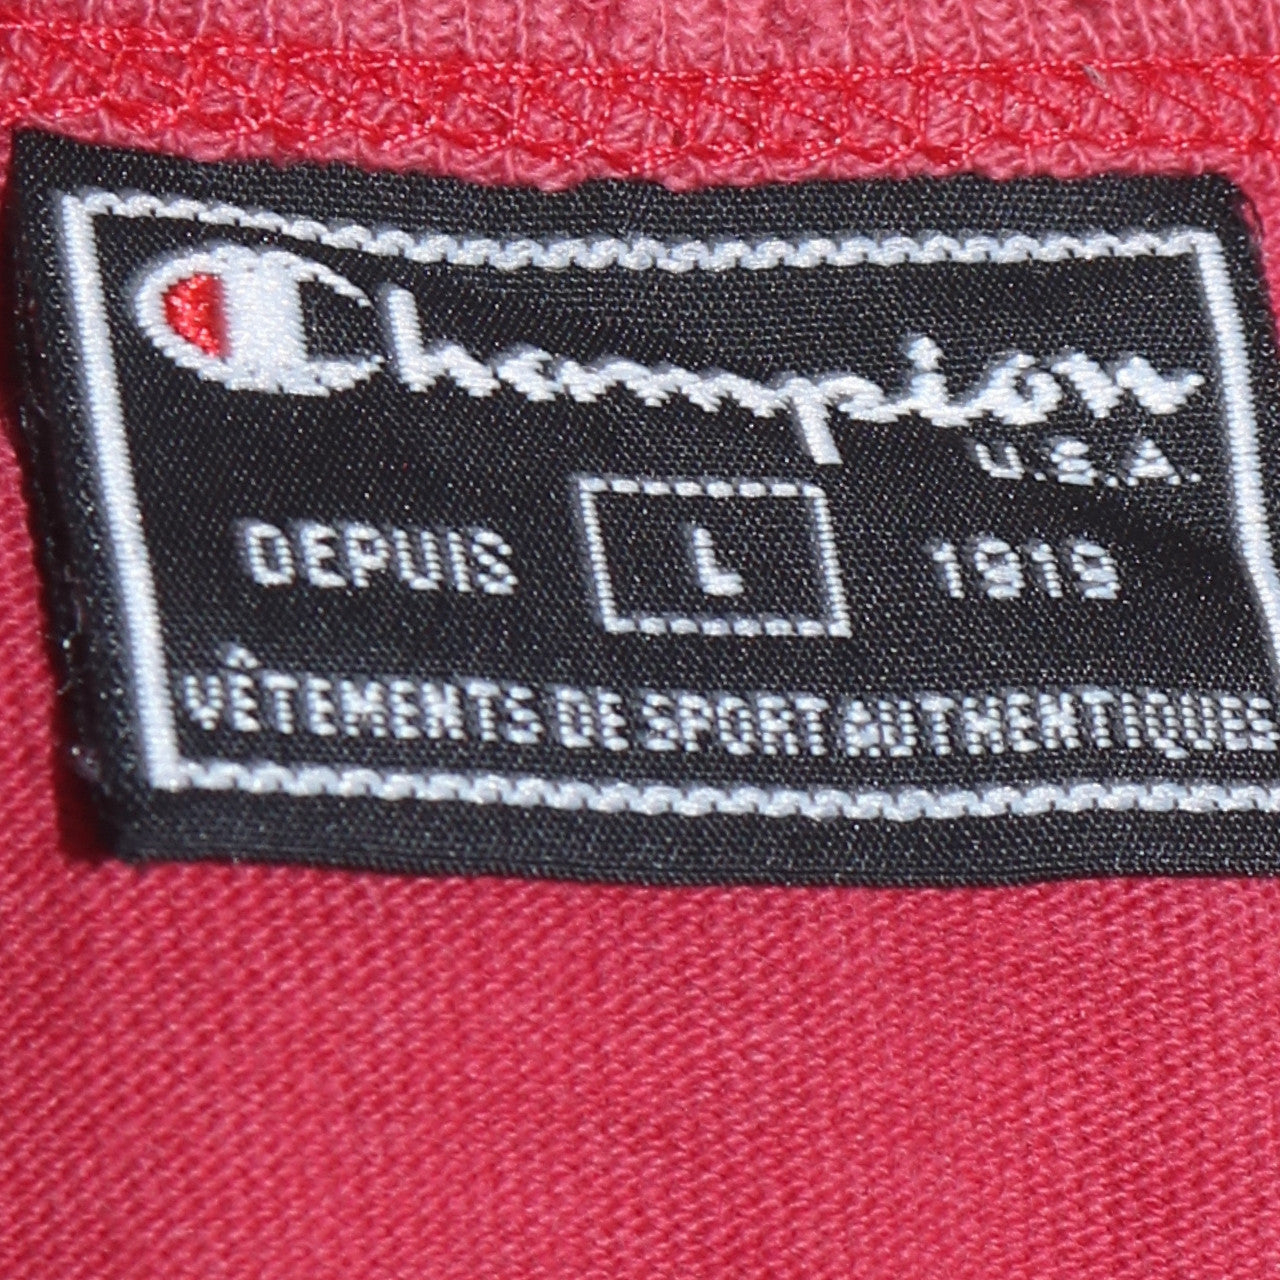 Champion
U.S.A.
DEPUIS L 1919
VÊTEMENTS DE SPORT AUTHENTIQUES